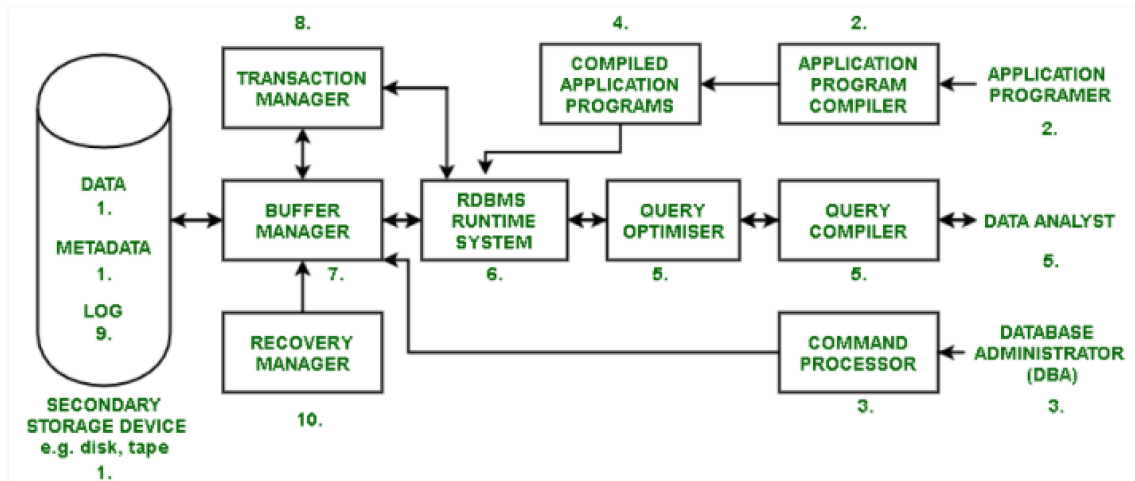 8.
4.
2.
TRANSACTION
MANAGER
COMPILED
APPLICATION
PROGRAMS
APPLICATION
PROGRAM
COMPILER
APPLICATION
PROGRAMER
2.
DATA
1.
METADATA
1.
LOG
9.
BUFFER
MANAGER
7.
RDBMS
RUNTIME
SYSTEM
6.
QUERY
OPTIMISER
5.
QUERY
COMPILER
5.
DATA ANALYST
5.
RECOVERY
MANAGER
10.
COMMAND
PROCESSOR
3.
DATABASE
ADMINISTRATOR
(DBA)
3.
SECONDARY
STORAGE DEVICE
e.g. disk, tape
1.